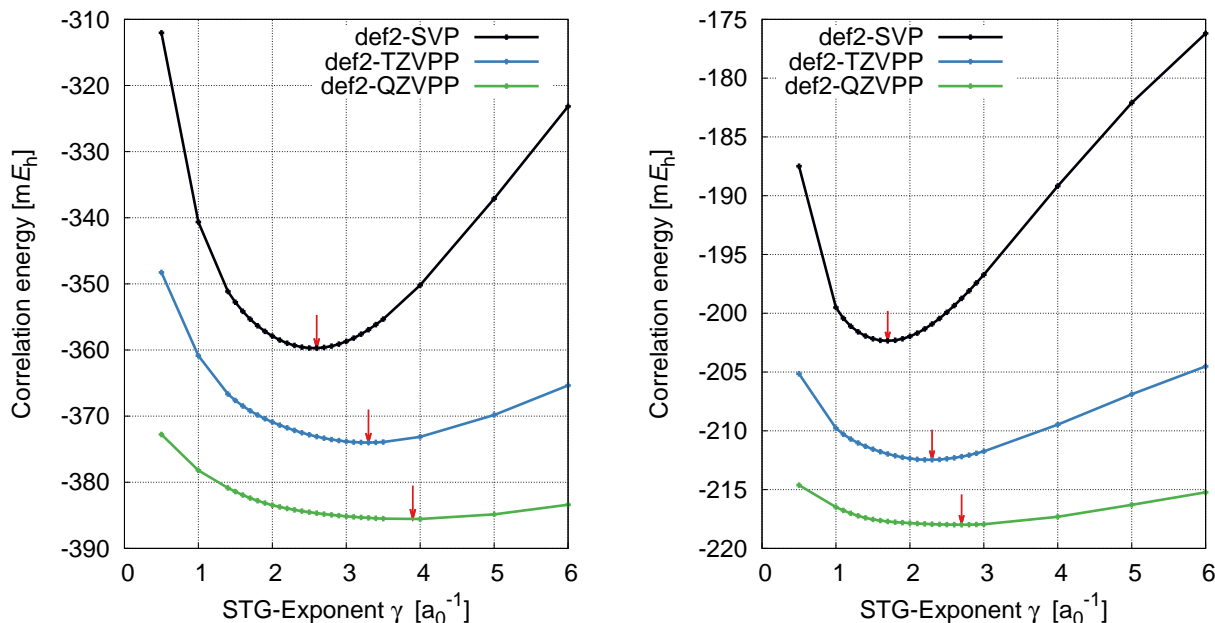 -310
-320
-330
-340
-350
-360
-370
-380
-390
0 1 2 3 4 5 6
Correlation energy [mEh]
STG-Exponent γ [a0-1]
def2-SVP
def2-TZVPP
def2-QZVPP
-175
-180
-185
-190
-195
-200
-205
-210
-215
-220
0 1 2 3 4 5 6
Correlation energy [mEh]
STG-Exponent γ [a0-1]
def2-SVP
def2-TZVPP
def2-QZVPP